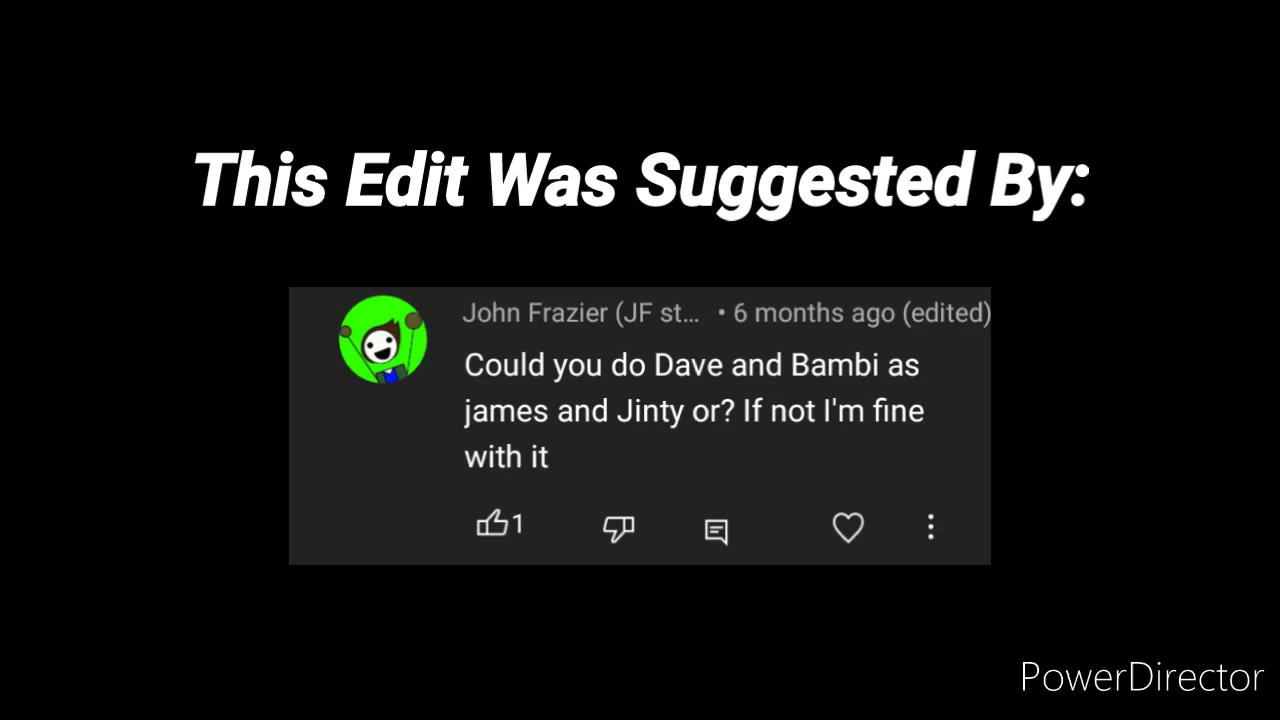 This Edit Was Suggested By:
John Frazier (JF st... • 6 months ago (edited)
Could you do Dave and Bambi as
james and Jinty or? If not I'm fine
with it
1
PowerDirector